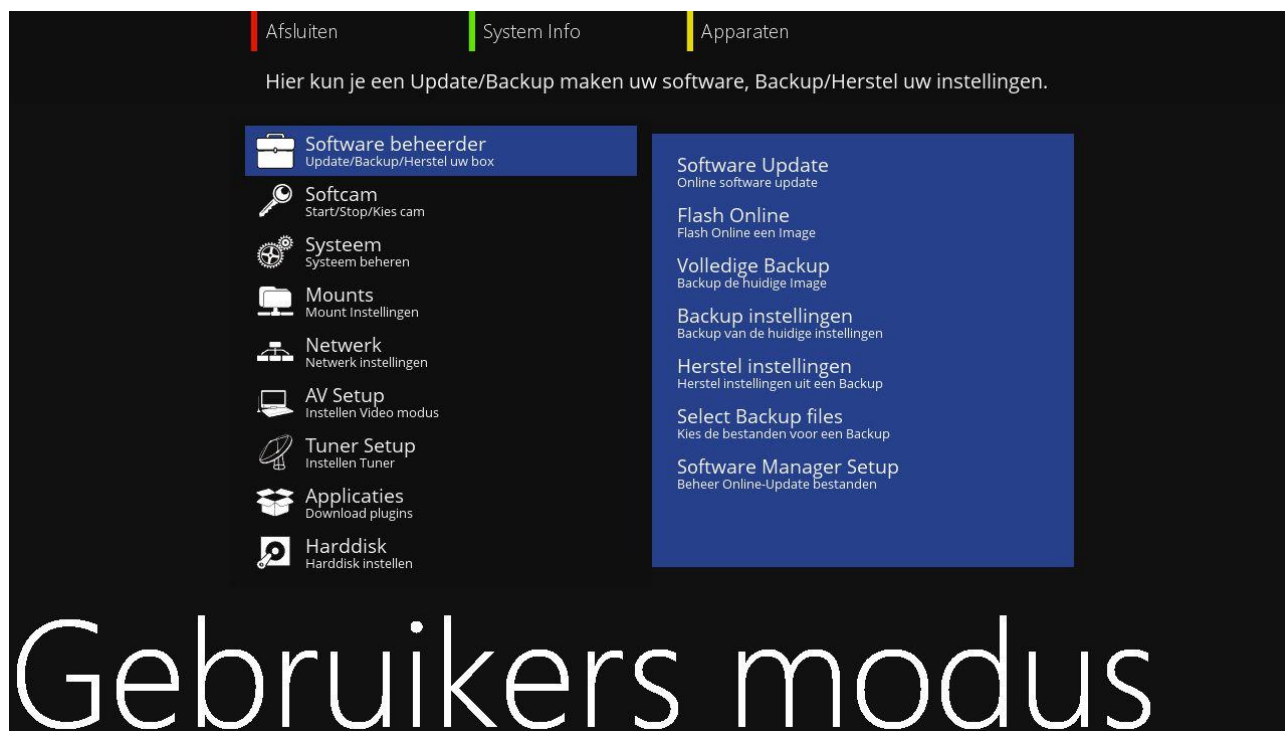 Afsluiten
System Info
Apparaten
Hier kun je een Update/Backup maken uw software, Backup/Herstel uw instellingen.
Software beheerder
Update/Backup/Herstel uw box
Softcam
Start/Stop/Kies cam
Systeem
Systeem beheren
Mounts
Mount Instellingen
Netwerk
Netwerk instellingen
AV Setup
Instellen Video modus
Tuner Setup
Instellen Tuner
Applicaties
Download plugins
Harddisk
Harddisk instellen
Software Update
Online software update
Flash Online
Flash Online een Image
Volledige Backup
Backup de huidige Image
Backup instellingen
Backup van de huidige instellingen
Herstel instellingen
Herstel instellingen uit een Backup
Select Backup files
Kies de bestanden voor een Backup
Software Manager Setup
Beheer Online-Update bestanden
Gebruikers modus